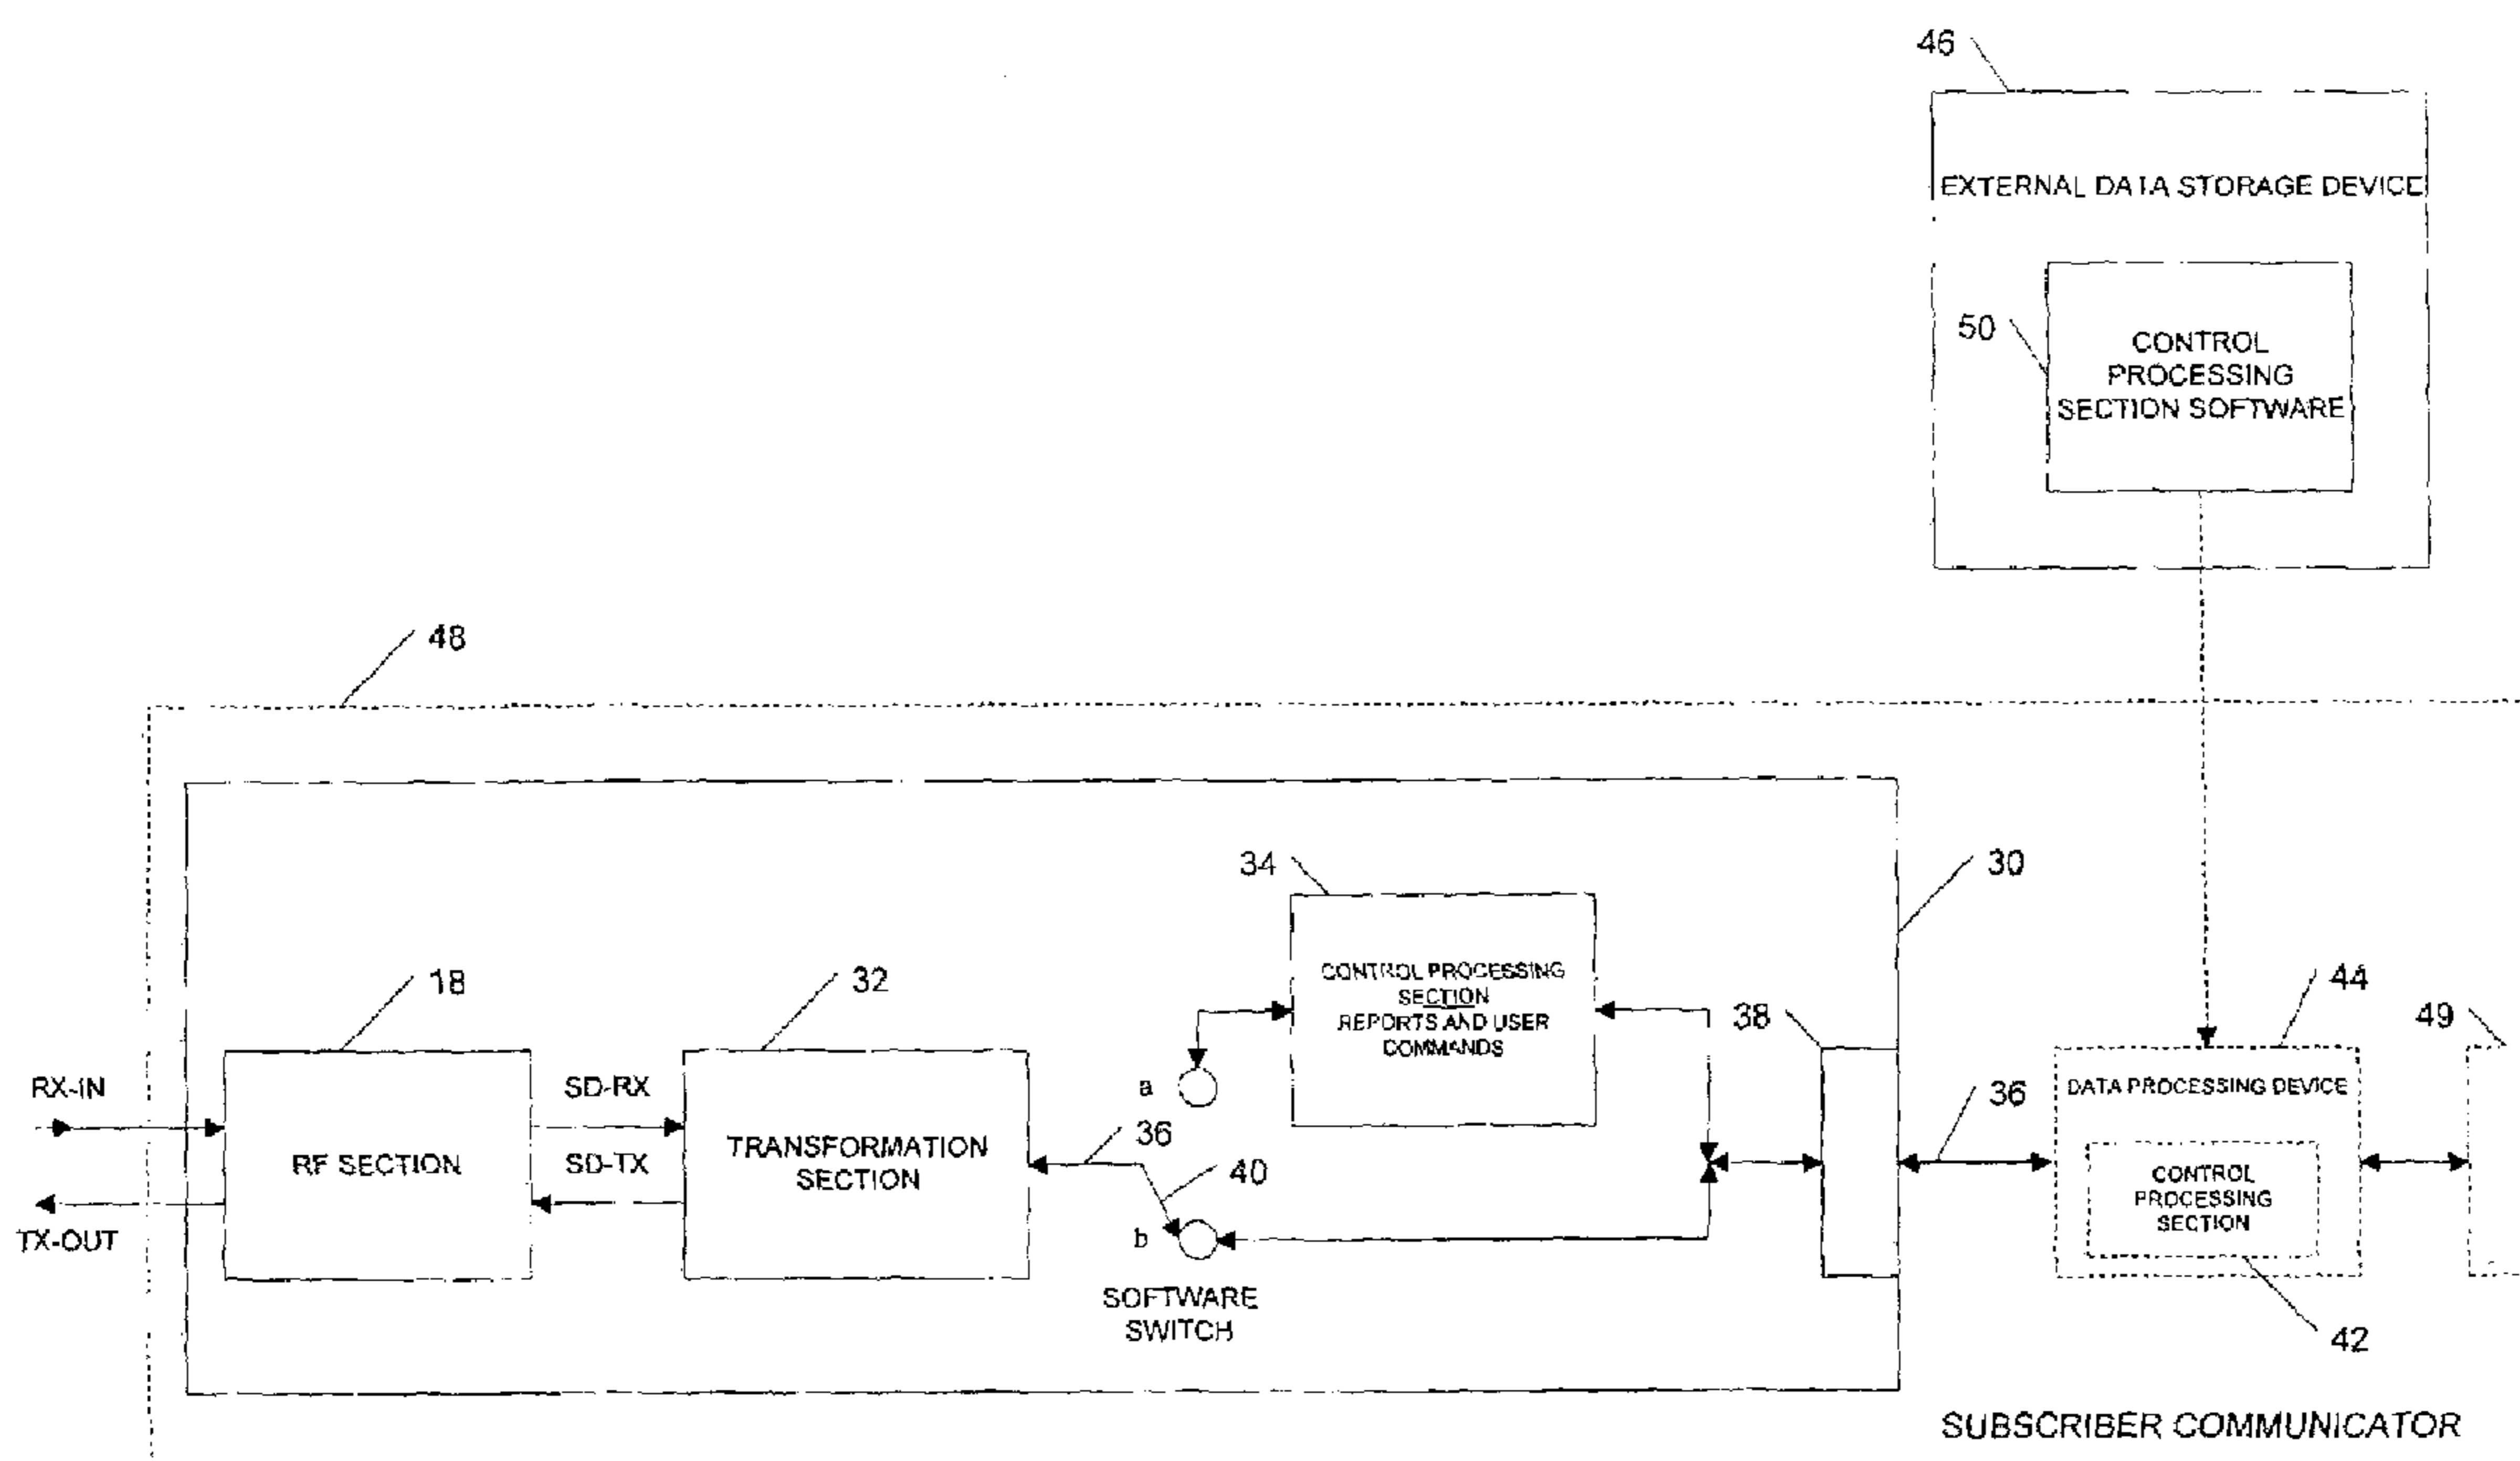 46
EXTERNAL DATA STORAGE DEVICE
50
CONTROL
PROCESSING
SECTION SOFTWARE
48
34
30
CONTROL PROCESSING
SECTION
REPORTS AND USER
COMMANDS
18
32
38
44
49
RX-IN
SD-RX
a
36
DATA PROCESSING DEVICE
36
RF SECTION
SD-TX
TRANSFORMATION
SECTION
40
CONTROL
PROCESSING
SECTION
TX-OUT
b
SOFTWARE
SWITCH
42
SUBSCRIBER COMMUNICATOR